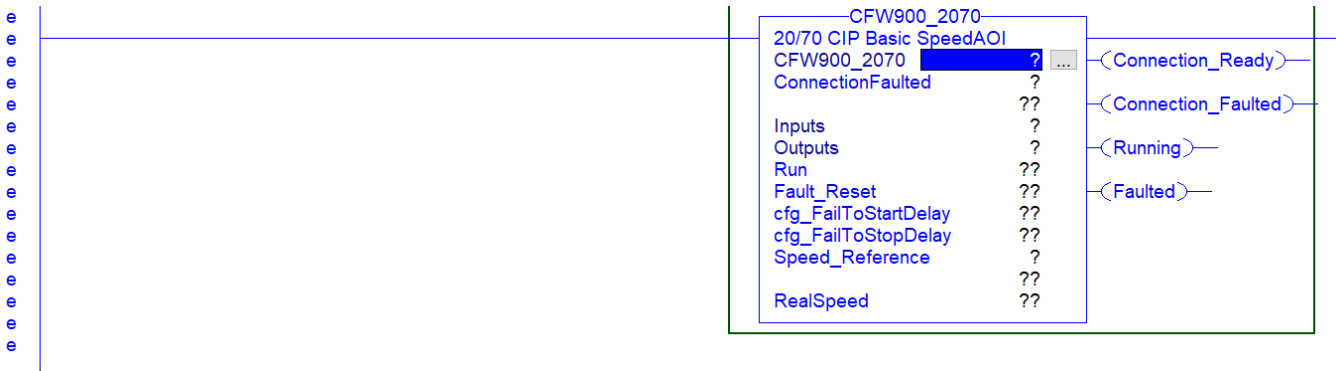 CFW900_2070
e
e 20/70 CIP Basic SpeedAOI
e CFW900_2070 ? ... Connection_Ready
e ConnectionFaulted ?
e ?? Connection_Faulted
e Inputs ?
e Outputs ? Running
e Run ??
e Fault_Reset ?? Faulted
e cfg_FailToStartDelay ??
e cfg_FailToStopDelay ??
e Speed_Reference ?
e ??
e RealSpeed ??
e
e